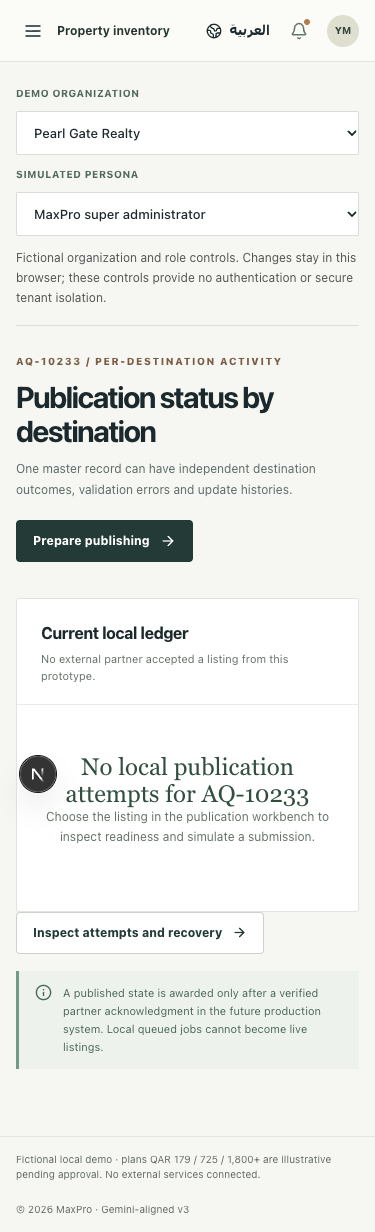 Property inventory
العربية
YM
DEMO ORGANIZATION
Pearl Gate Realty
SIMULATED PERSONA
MaxPro super administrator
Fictional organization and role controls. Changes stay in this
browser; these controls provide no authentication or secure
tenant isolation.
AQ-10233 / PER-DESTINATION ACTIVITY
Publication status by
destination
One master record can have independent destination
outcomes, validation errors and update histories.
Prepare publishing
Current local ledger
No external partner accepted a listing from this
prototype.
N
No local publication
attempts for AQ-10233
Choose the listing in the publication workbench to
inspect readiness and simulate a submission.
Inspect attempts and recovery
A published state is awarded only after a verified
partner acknowledgment in the future production
system. Local queued jobs cannot become live
listings.
Fictional local demo · plans QAR 179 / 725 / 1,800+ are illustrative
pending approval. No external services connected.
© 2026 MaxPro · Gemini-aligned v3